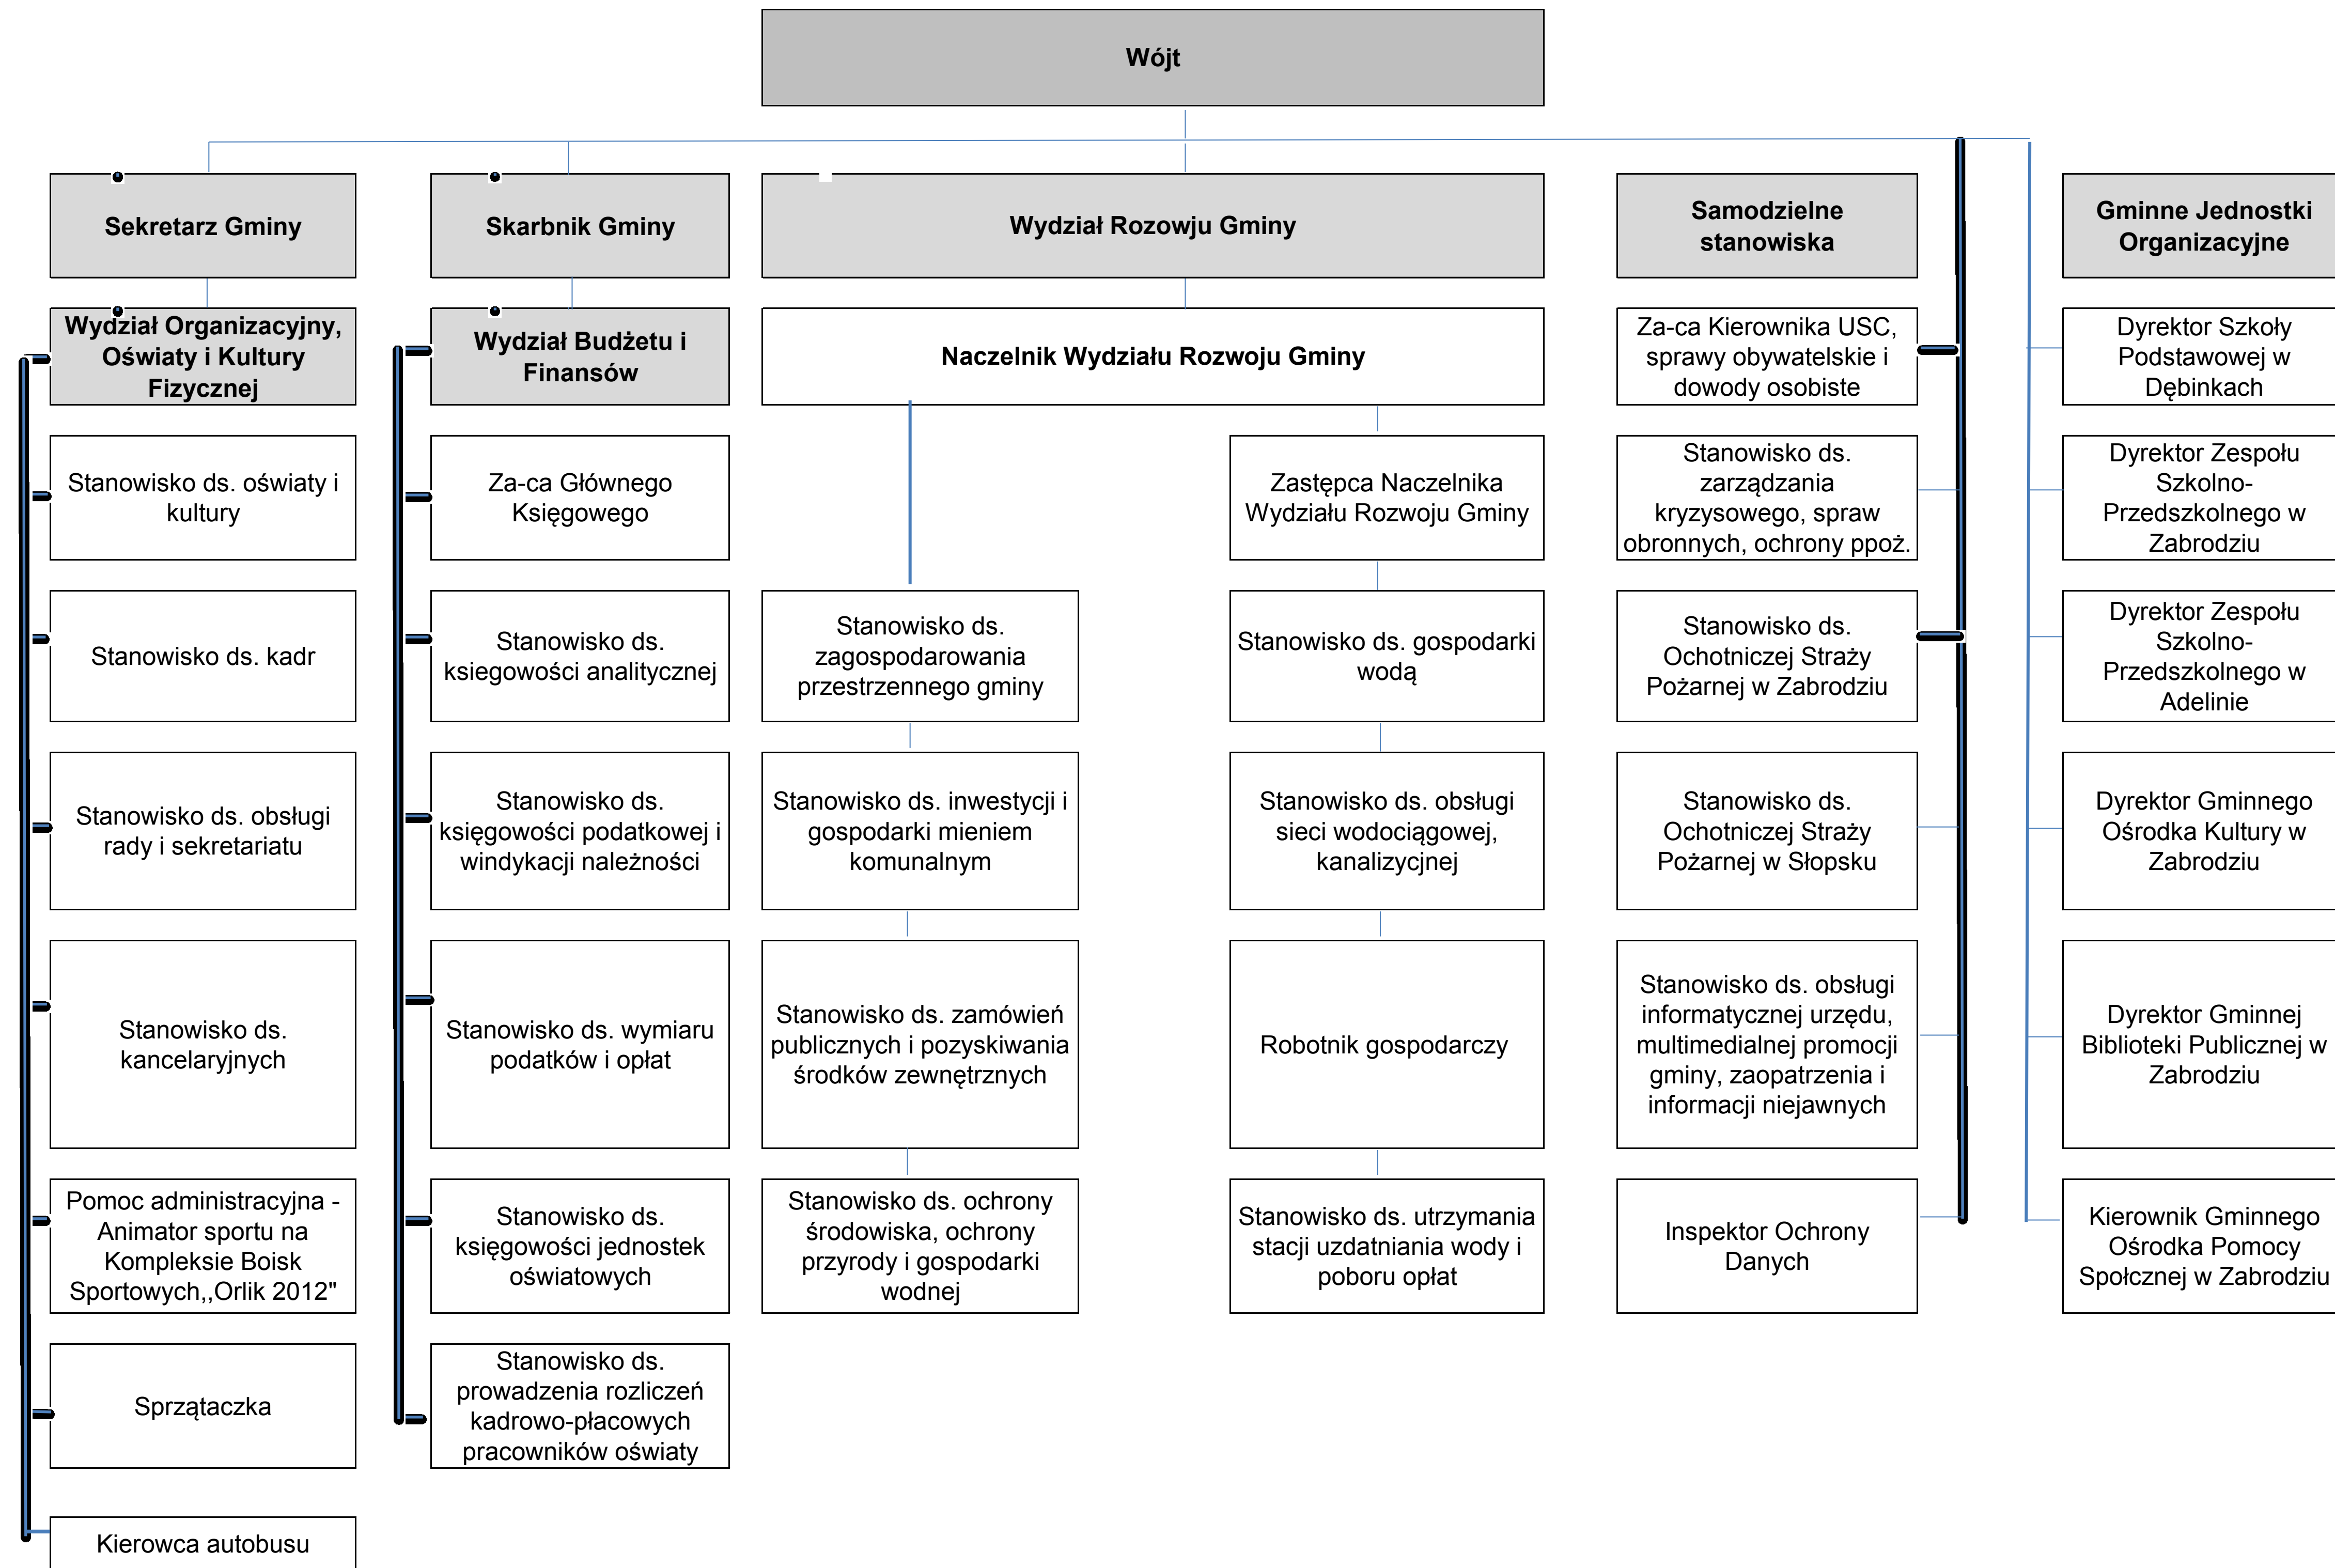 Wójt
Sekretarz Gminy
Skarbnik Gminy
Wydział Rozowju Gminy
Samodzielne
stanowiska
Gminne Jednostki
Organizacyjne
Wydział Organizacyjny,
Oświaty i Kultury
Fizycznej
Wydział Budżetu i
Finansów
Naczelnik Wydziału Rozwoju Gminy
Za-ca Kierownika USC,
sprawy obywatelskie i
dowody osobiste
Dyrektor Szkoły
Podstawowej w
Dębinkach
Stanowisko ds. oświaty i
kultury
Za-ca Głównego
Księgowego
Zastępca Naczelnika
Wydziału Rozwoju Gminy
Stanowisko ds.
zarządzania
kryzysowego, spraw
obronnych, ochrony ppoż.
Dyrektor Zespołu
Szkolno-
Przedszkolnego w
Zabrodziu
Stanowisko ds. kadr
Stanowisko ds.
ksiegowości analitycznej
Stanowisko ds.
zagospodarowania
przestrzennego gminy
Stanowisko ds. gospodarki
wodą
Stanowisko ds.
Ochotniczej Straży
Pożarnej w Zabrodziu
Dyrektor Zespołu
Szkolno-
Przedszkolnego w
Adelinie
Stanowisko ds. obsługi
rady i sekretariatu
Stanowisko ds.
księgowości podatkowej i
windykacji należności
Stanowisko ds. inwestycji i
gospodarki mieniem
komunalnym
Stanowisko ds. obsługi
sieci wodociągowej,
kanalizycjnej
Stanowisko ds.
Ochotniczej Straży
Pożarnej w Słopsku
Dyrektor Gminnego
Ośrodka Kultury w
Zabrodziu
Stanowisko ds.
kancelaryjnych
Stanowisko ds. wymiaru
podatków i opłat
Stanowisko ds. zamówień
publicznych i pozyskiwania
środków zewnętrznych
Robotnik gospodarczy
Stanowisko ds. obsługi
informatycznej urzędu,
multimedialnej promocji
gminy, zaopatrzenia i
informacji niejawnych
Dyrektor Gminnej
Biblioteki Publicznej w
Zabrodziu
Pomoc administracyjna -
Animator sportu na
Kompleksie Boisk
Sportowych,,Orlik 2012"
Stanowisko ds.
księgowości jednostek
oświatowych
Stanowisko ds. ochrony
środowiska, ochrony
przyrody i gospodarki
wodnej
Stanowisko ds. utrzymania
stacji uzdatniania wody i
poboru opłat
Inspektor Ochrony
Danych
Kierownik Gminnego
Ośrodka Pomocy
Społcznej w Zabrodziu
Sprzątaczka
Stanowisko ds.
prowadzenia rozliczeń
kadrowo-płacowych
pracowników oświaty
Kierowca autobusu